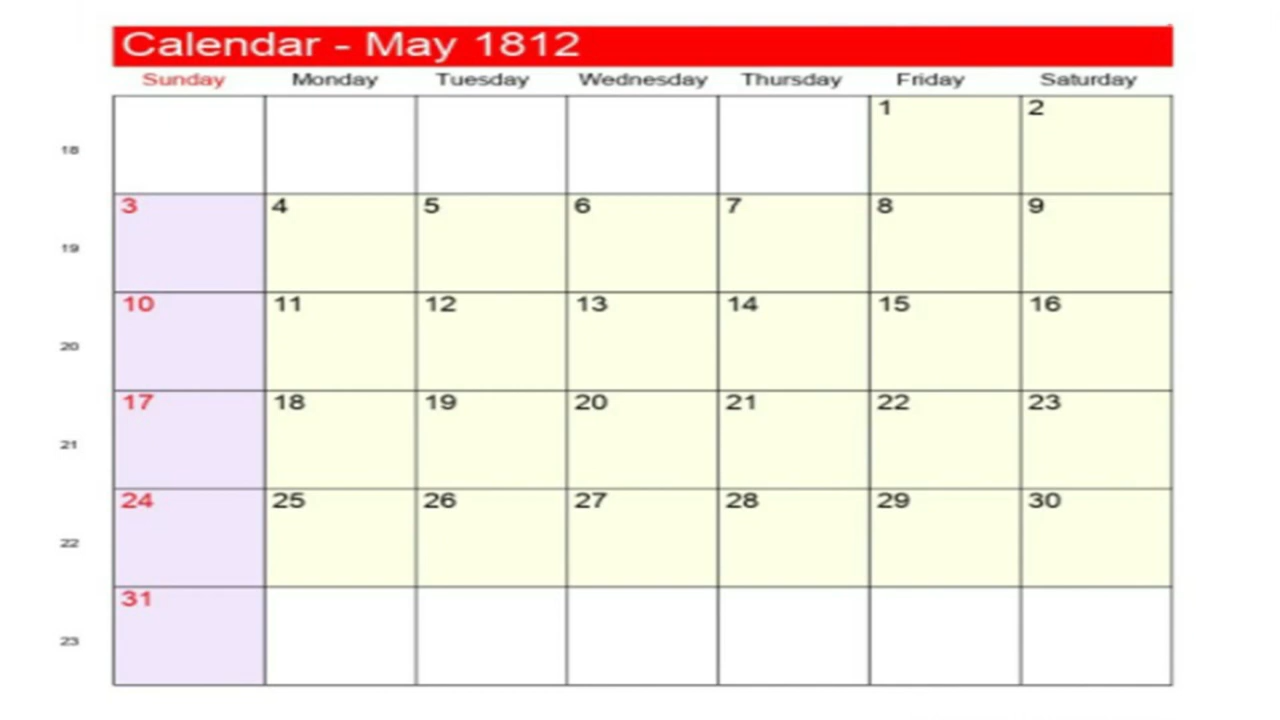 Calendar - May 1812
Sunday Monday Tuesday Wednesday Thursday Friday Saturday
18 1 2
19 3 4 5 6 7 8 9
20 10 11 12 13 14 15 16
21 17 18 19 20 21 22 23
22 24 25 26 27 28 29 30
23 31